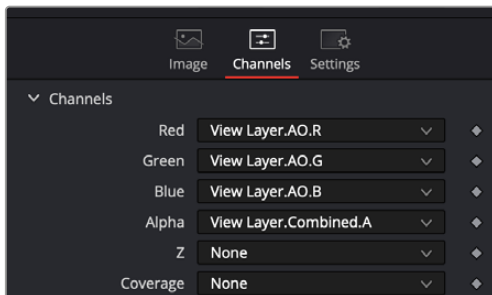 Image Channels Settings
Channels
Red View Layer.AO.R
Green View Layer.AO.G
Blue View Layer.AO.B
Alpha View Layer.Combined.A
Z None
Coverage None